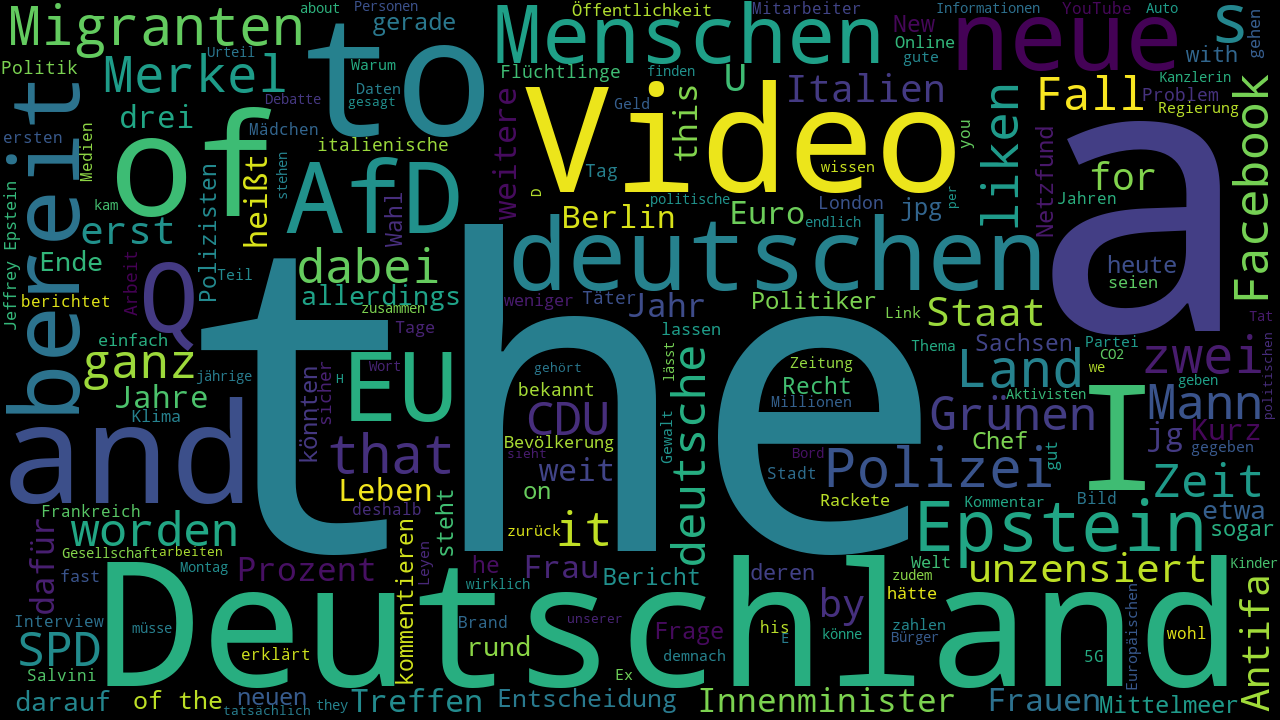 Migranten
about
Personen
gerade
Öffentlichkeit
Mitarbeiter
New
Informationen
YouTube
Auto
s
Menschen
neue
to
Online
gute
with
gehen
Politik
Urteil
Merkel
Warum
Flüchtlinge
finden
U
Italien
Fall
Kanzlerin
Problem
Regierung
Facebook
bereit
ersten
Medien
drei
of
Debatte
Daten
gesagt
Mädchen
italienische
weitere
Video
Geld
this
wissen
you
liken
Netzfund
a
for
Jahren
Jeffrey Epstein
kam
erst
Polizisten
heißt
stehen
AfD
Wahl
D
Tag
Berlin
politische
Euro
London
endlich
jpg
per
Ende
berichtet
Arbeit
Q
Teil
dabei
allerdings
zusammen
Tage
deutschen
weniger
Täter
Jahr
Politiker
Link
Staat
heute
seien
Tat
einfach
ganz
Jahre
jährige
Klima
the
könnten
sicher
H
Wort
EU
lassen
lässt
gehört
bekannt
CDU
deutsche
Zeitung
Recht
Millionen
Thema
Sachsen
Land
Partei
CO2
we
Aktivisten
zwei
geben
politischen
Mann
Grünen
jg
Kurz
gegeben
I
and
that
Leben
deshalb
Bevölkerung
sieht
weit
on
Gewalt
Bord
Stadt
Polizei
Rackete
Chef
gut
Kommentar
Bild
Zeit
etwa
sogar
Frankreich
worden
dafür
Gesellschaft
arbeiten
fast
Montag
Prozent
kommentieren
Leyen
steht
zurück
it
he
wirklich
Frau
Bericht
deren
Epstein
Welt
zudem
hätte
unzensiert
Kinder
Interview
SPD
Salvini
müsse
Deutschland
erklärt
Brand
rund
unserer
Frage
demnach
Ex
his
E
by
könne
zahlen
Bürger
5G
Europäischen
wohl
Antifa
darauf
of the
neuen
tatsächlich
they
Treffen
Entscheidung
Innenminister
Frauen
Mittelmeer